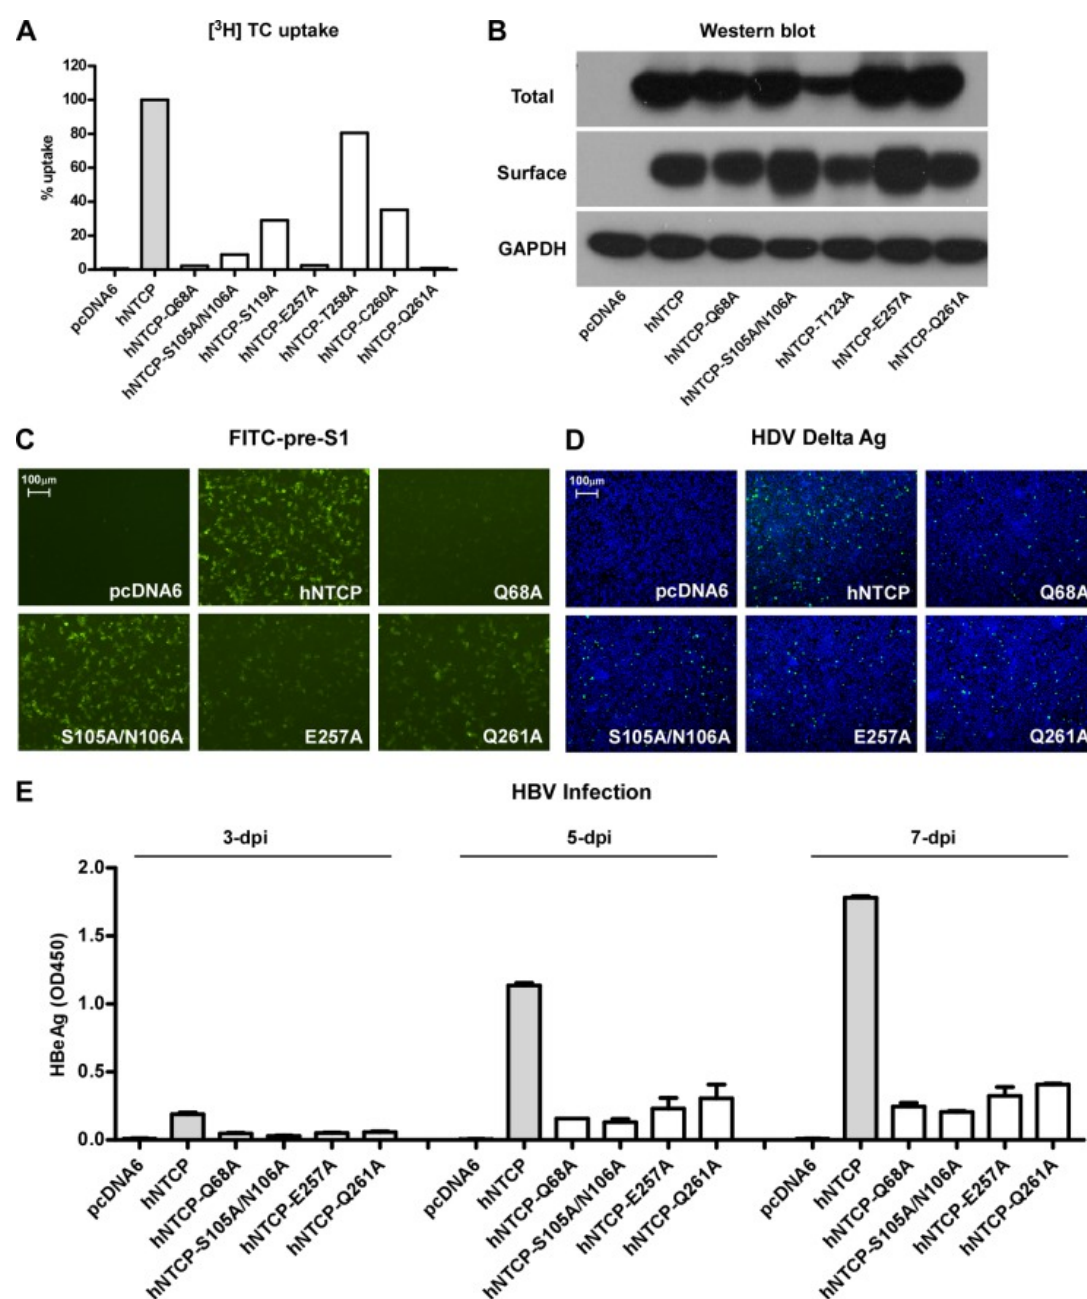 A
[³H] TC uptake
% uptake
120
100
80
60
40
20
0
pcDNA6
hNTCP
hNTCP-Q68A
hNTCP-S105A/N106A
hNTCP-S119A
hNTCP-E257A
hNTCP-T258A
hNTCP-C260A
hNTCP-Q261A
B
Western blot
Total
Surface
GAPDH
pcDNA6
hNTCP
hNTCP-Q68A
hNTCP-S105A/N106A
hNTCP-T123A
hNTCP-E257A
hNTCP-Q261A
C
FITC-pre-S1
100µm
pcDNA6
hNTCP
Q68A
S105A/N106A
E257A
Q261A
D
HDV Delta Ag
100µm
pcDNA6
hNTCP
Q68A
S105A/N106A
E257A
Q261A
E
HBV Infection
3-dpi
5-dpi
7-dpi
HBeAg (OD450)
2.0
1.5
1.0
0.5
0.0
pcDNA6
hNTCP
hNTCP-Q68A
hNTCP-S105A/N106A
hNTCP-E257A
hNTCP-Q261A
pcDNA6
hNTCP
hNTCP-Q68A
hNTCP-S105A/N106A
hNTCP-E257A
hNTCP-Q261A
pcDNA6
hNTCP
hNTCP-Q68A
hNTCP-S105A/N106A
hNTCP-E257A
hNTCP-Q261A